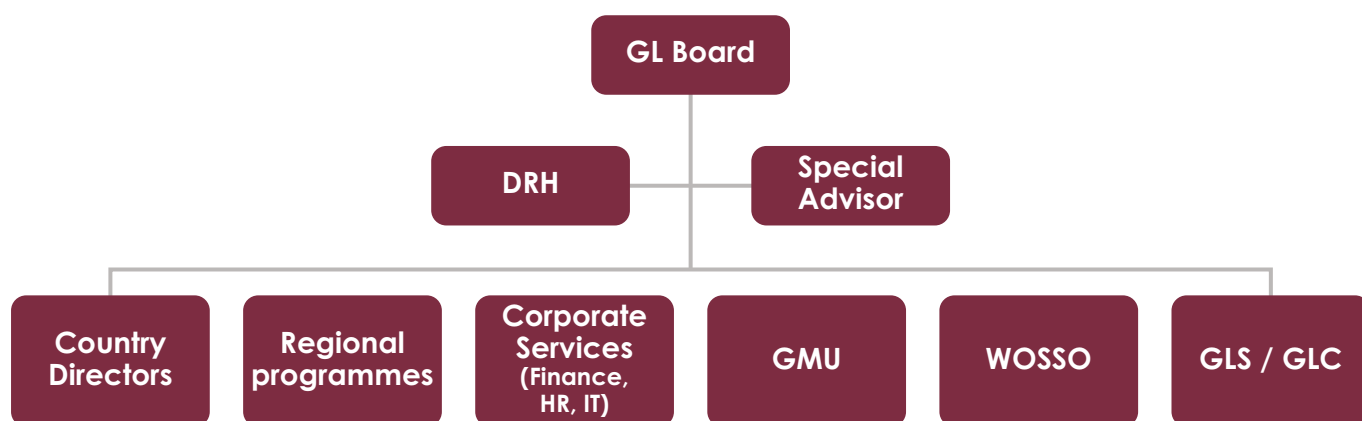 GL Board
DRH
Special
Advisor
Country
Directors
Regional
programmes
Corporate
Services
(Finance,
HR, IT)
GMU
WOSSO
GLS / GLC